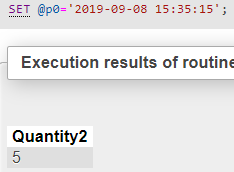 SET @p0='2019-09-08 15:35:15';
Execution results of routine
Quantity2
5